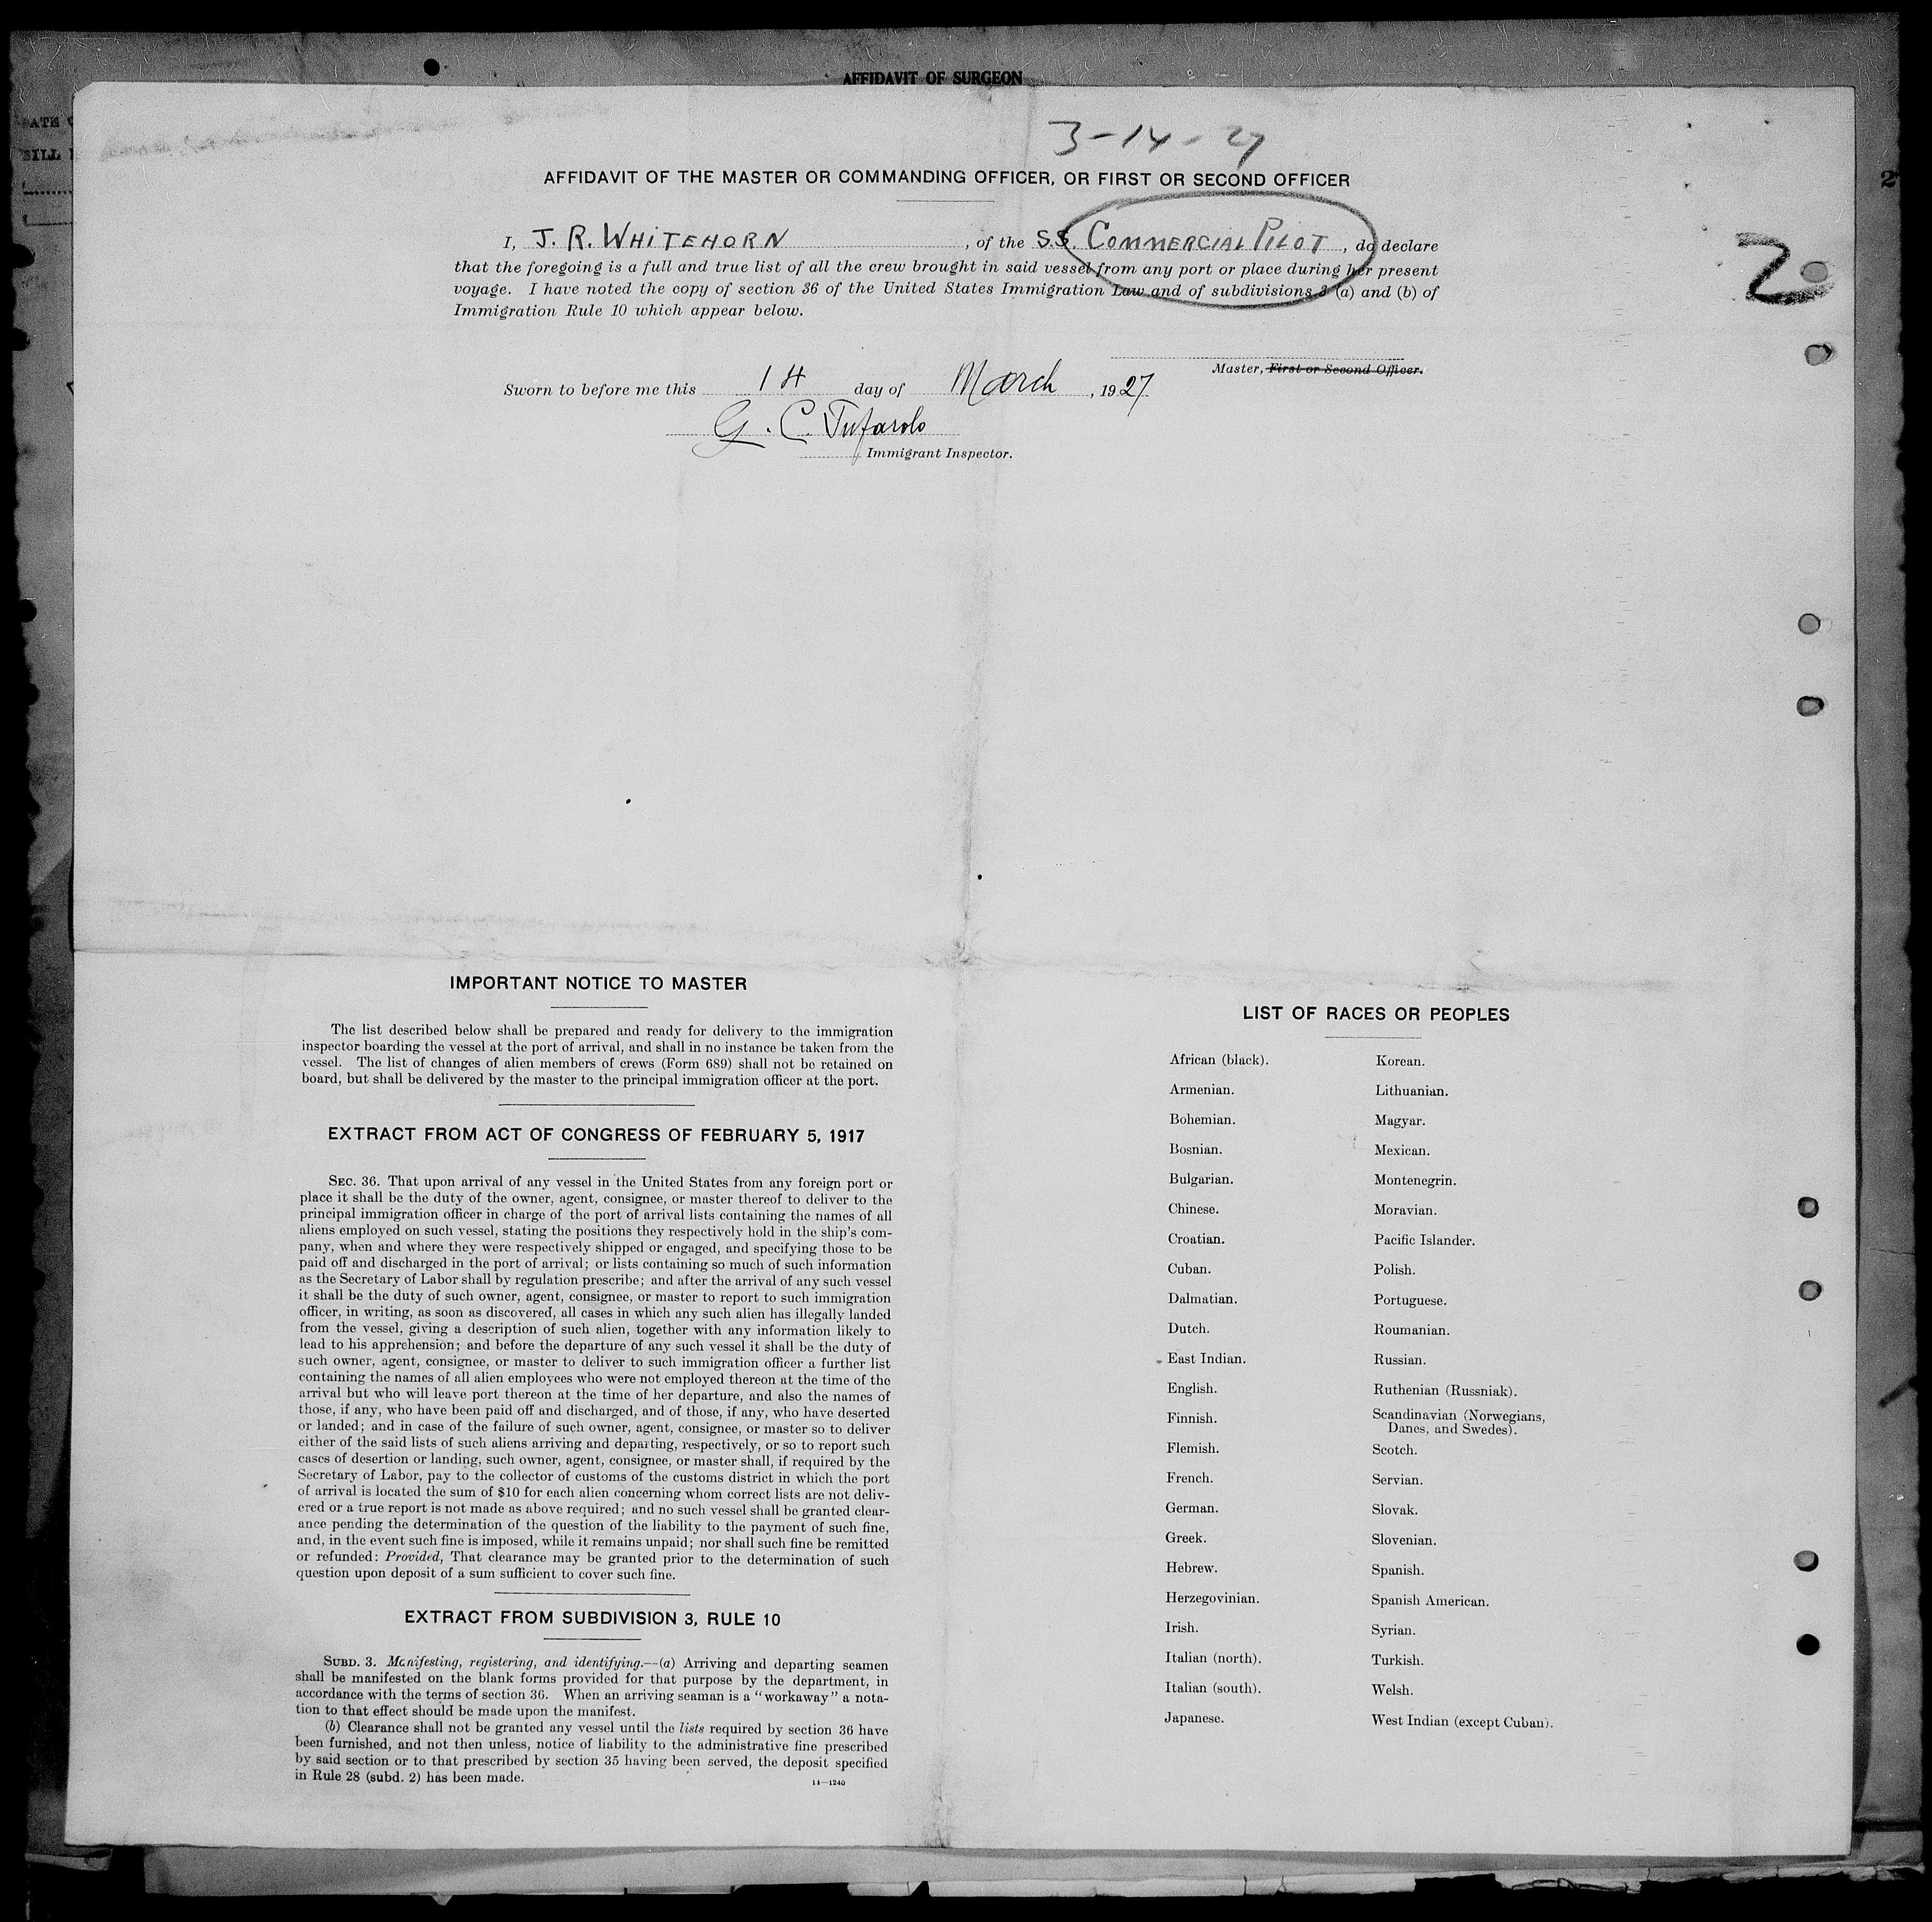 AFFIDAVIT OF SURGEON
3-14-27
AFFIDAVIT OF THE MASTER OR COMMANDING OFFICER, OR FIRST OR SECOND OFFICER
I, J. R. WHITEHORN, of the S.S. COMMERCIAL PILOT, do declare
that the foregoing is a full and true list of all the crew brought in said vessel from any port or place during her present
voyage. I have noted the copy of section 36 of the United States Immigration Law and of subdivisions 3 (a) and (b) of
Immigration Rule 10 which appear below.
2
Master, First or Second Officer.
Sworn to before me this 14 day of March, 1927
G. C. Tufarolo
Immigrant Inspector.
IMPORTANT NOTICE TO MASTER
The list described below shall be prepared and ready for delivery to the immigration
inspector boarding the vessel at the port of arrival, and shall in no instance be taken from the
vessel. The list of changes of alien members of crews (Form 689) shall not be retained on
board, but shall be delivered by the master to the principal immigration officer at the port.
EXTRACT FROM ACT OF CONGRESS OF FEBRUARY 5, 1917
SEC. 36. That upon arrival of any vessel in the United States from any foreign port or
place it shall be the duty of the owner, agent, consignee, or master thereof to deliver to the
principal immigration officer in charge of the port of arrival lists containing the names of all
aliens employed on such vessel, stating the positions they respectively hold in the ship's com-
pany, when and where they were respectively shipped or engaged, and specifying those to be
paid off and discharged in the port of arrival; or lists containing so much of such information
as the Secretary of Labor shall by regulation prescribe; and after the arrival of any such vessel
it shall be the duty of such owner, agent, consignee, or master to report to such immigration
officer, in writing, as soon as discovered, all cases in which any such alien has illegally landed
from the vessel, giving a description of such alien, together with any information likely to
lead to his apprehension; and before the departure of any such vessel it shall be the duty of
such owner, agent, consignee, or master to deliver to such immigration officer a further list
containing the names of all alien employees who were not employed thereon at the time of the
arrival but who will leave port thereon at the time of her departure, and also the names of
those, if any, who have been paid off and discharged, and of those, if any, who have deserted
or landed; and in case of the failure of such owner, agent, consignee, or master so to deliver
either of the said lists of such aliens arriving and departing, respectively, or so to report such
cases of desertion or landing, such owner, agent, consignee, or master shall, if required by the
Secretary of Labor, pay to the collector of customs of the customs district in which the port
of arrival is located the sum of $10 for each alien concerning whom correct lists are not deliv-
ered or a true report is not made as above required; and no such vessel shall be granted clear-
ance pending the determination of the question of the liability to the payment of such fine,
and, in the event such fine is imposed, while it remains unpaid; nor shall such fine be remitted
or refunded: Provided, That clearance may be granted prior to the determination of such
question upon deposit of a sum sufficient to cover such fine.
EXTRACT FROM SUBDIVISION 3, RULE 10
SUBD. 3. Manifesting, registering, and identifying.—(a) Arriving and departing seamen
shall be manifested on the blank forms provided for that purpose by the department, in
accordance with the terms of section 36. When an arriving seaman is a "workaway" a nota-
tion to that effect should be made upon the manifest.
(b) Clearance shall not be granted any vessel until the lists required by section 36 have
been furnished, and not then unless, notice of liability to the administrative fine prescribed
by said section or to that prescribed by section 35 having been served, the deposit specified
in Rule 28 (subd. 2) has been made.
14—1240
LIST OF RACES OR PEOPLES
African (black).
Armenian.
Bohemian.
Bosnian.
Bulgarian.
Chinese.
Croatian.
Cuban.
Dalmatian.
Dutch.
East Indian.
English.
Finnish.
Flemish.
French.
German.
Greek.
Hebrew.
Herzegovinian.
Irish.
Italian (north).
Italian (south).
Japanese.
Korean.
Lithuanian.
Magyar.
Mexican.
Montenegrin.
Moravian.
Pacific Islander.
Polish.
Portuguese.
Roumanian.
Russian.
Ruthenian (Russniak).
Scandinavian (Norwegians,
Danes, and Swedes).
Scotch.
Servian.
Slovak.
Slovenian.
Spanish.
Spanish American.
Syrian.
Turkish.
Welsh.
West Indian (except Cuban).